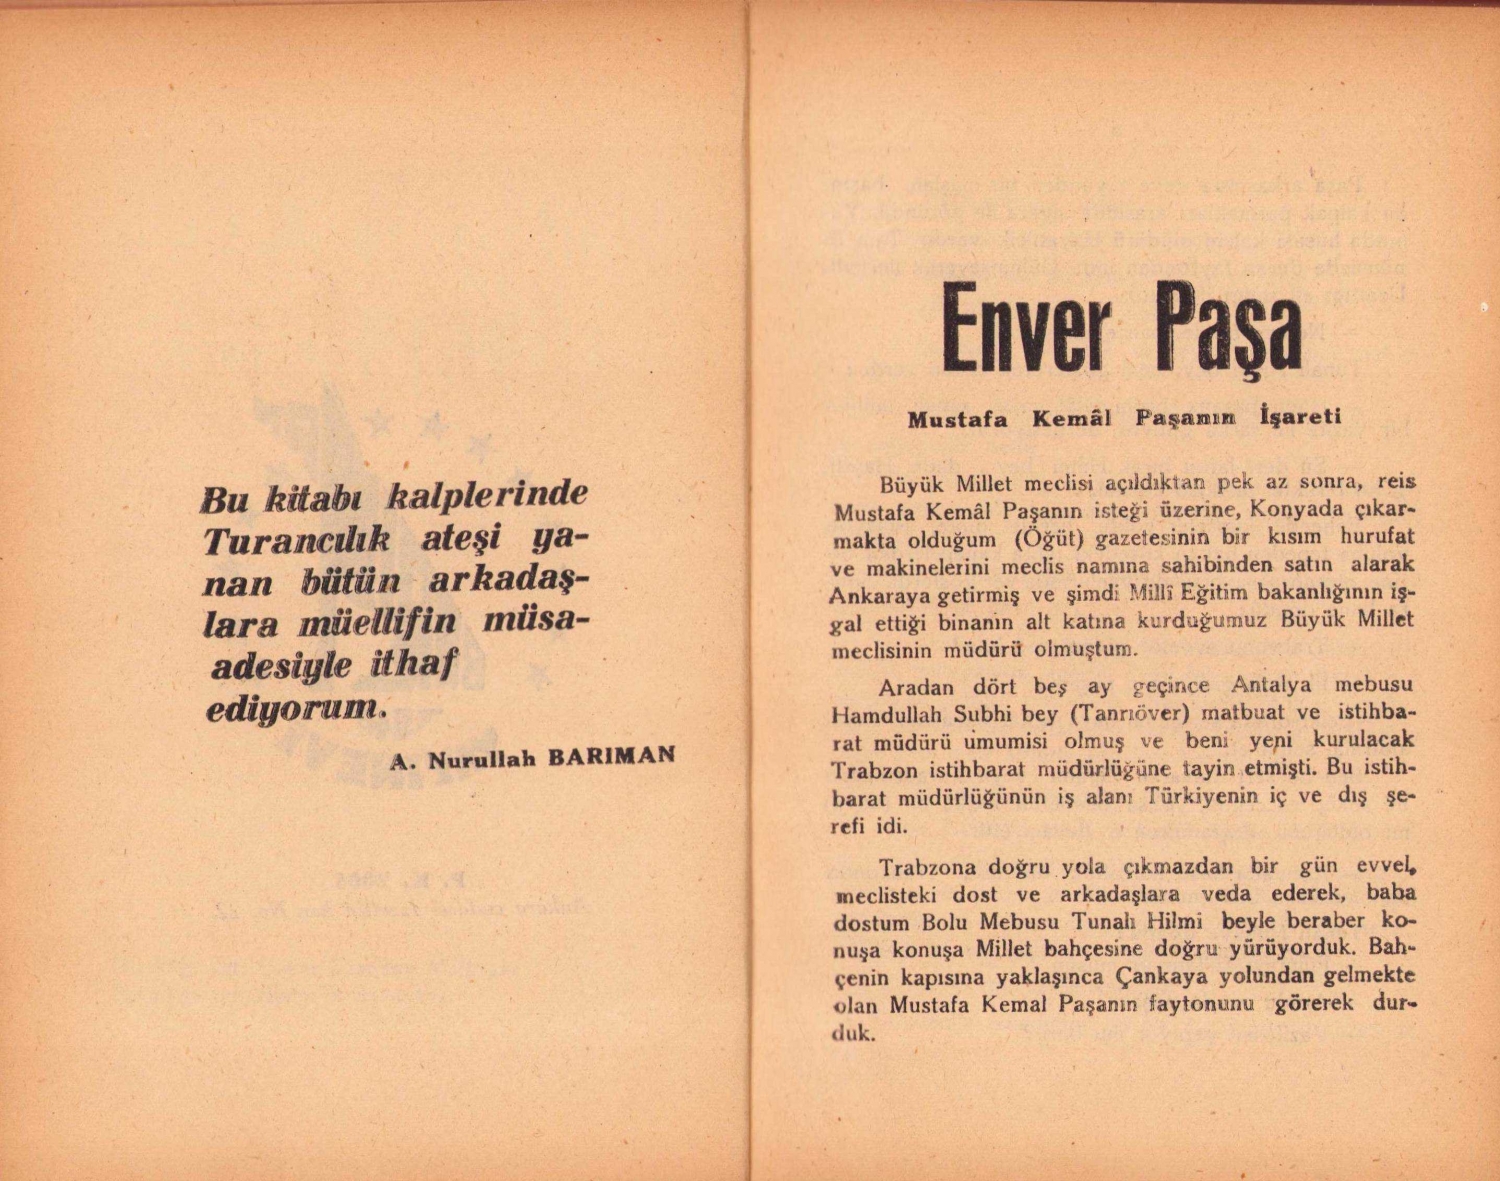 Bu kitabı kalplerinde
Turancılık ateşi ya-
nan bütün arkadaş-
lara müellifin müsa-
adesiyle ithaf
ediyorum.
A. Nurullah BARIMAN
Enver Paşa
Mustafa Kemâl Paşanın İşareti
Büyük Millet meclisi açıldıktan pek az sonra, reis
Mustafa Kemâl Paşanın isteği üzerine, Konyada çıkar-
makta olduğum (Öğüt) gazetesinin bir kısım hurufat
ve makinelerini meclis namına sahibinden satın alarak
Ankaraya getirmiş ve şimdi Millî Eğitim bakanlığının iş-
gal ettiği binanın alt katına kurduğumuz Büyük Millet
meclisinin müdürü olmuştum.
Aradan dört beş ay geçince Antalya mebusu
Hamdullah Subhi bey (Tanrıöver) matbuat ve istihba-
rat müdürü umumisi olmuş ve beni yeni kurulacak
Trabzon istihbarat müdürlüğüne tayin etmişti. Bu istih-
barat müdürlüğünün iş alanı Türkiyenin iç ve dış şe-
refi idi.
Trabzona doğru yola çıkmazdan bir gün evvel,
meclisteki dost ve arkadaşlara veda ederek, baba
dostum Bolu Mebusu Tunalı Hilmi beyle beraber ko-
nuşa konuşa Millet bahçesine doğru yürüyorduk. Bah-
çenin kapısına yaklaşınca Çankaya yolundan gelmekte
olan Mustafa Kemal Paşanın faytonunu görerek dur-
duk.